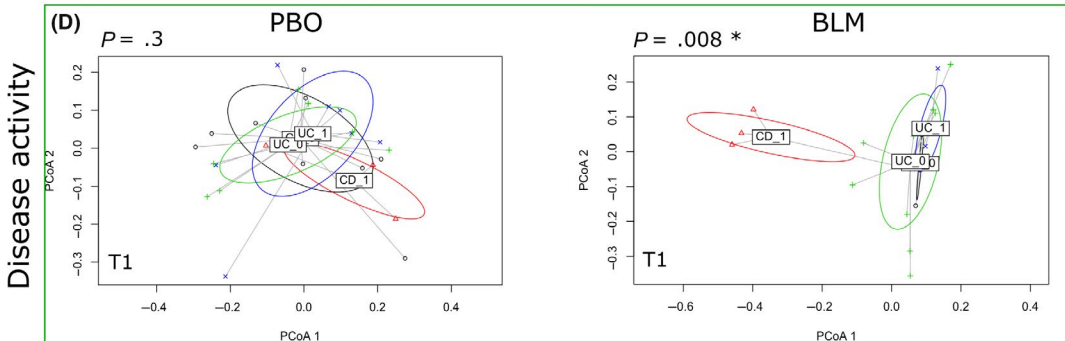 (D)
PBO
BLM
P = .3
P = .008 *
Disease activity
PCoA 2
0.2
0.1
0.0
−0.1
−0.2
−0.3
UC_1
UC_0
CD_1
T1
−0.4
−0.2
0.0
0.2
0.4
PCoA 1
PCoA 2
0.2
0.1
0.0
−0.1
−0.2
−0.3
CD_1
UC_1
UC_0
T1
−0.6
−0.4
−0.2
0.0
0.2
0.4
PCoA 1